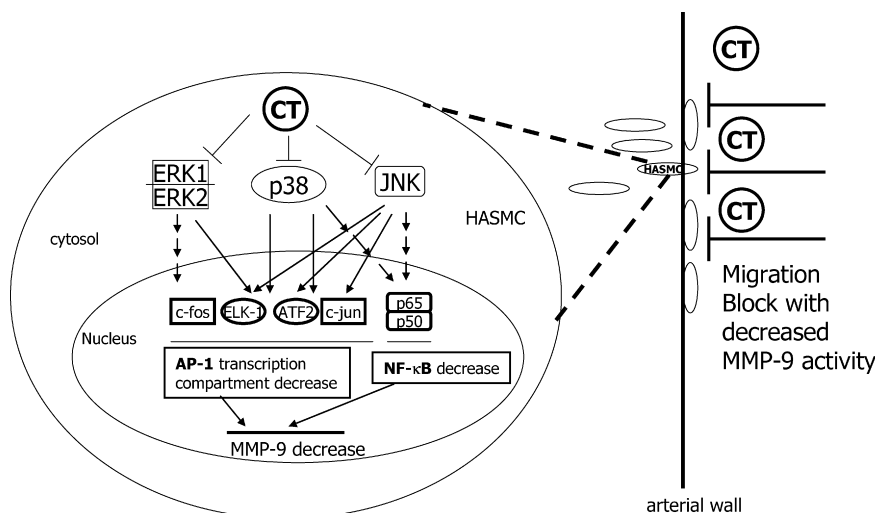 CT
ERK1
ERK2
p38
JNK
HASMC
cytosol
c-fos
ELK-1
ATF2
c-jun
p65
p50
Nucleus
AP-1 transcription
compartment decrease
NF-κB decrease
MMP-9 decrease
CT
HASMC
CT
CT
Migration
Block with
decreased
MMP-9 activity
arterial wall